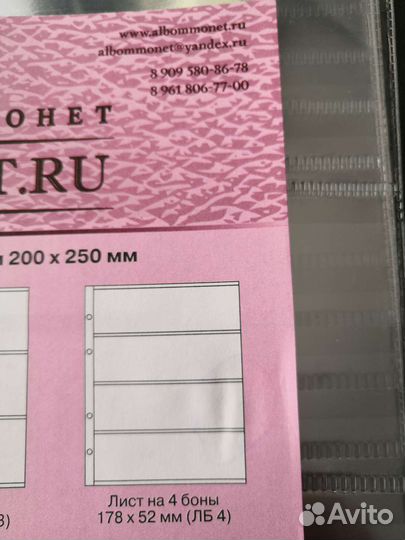 www.albommonet.ru
albommonet@yandex.ru
8 909 580-86-78
8 961 806-77-00
ОНЕТ
T.RU
200 x 250 мм
Лист на 4 боны
178 x 52 мм (ЛБ 4)
3)
Avito